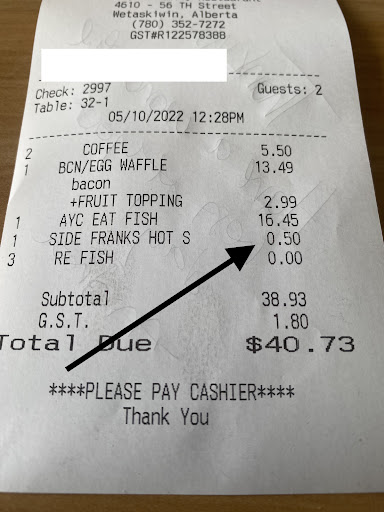 4610 - 56 TH Street
Wetaskiwin, Alberta
(780) 352-7272
GST#R122578388
Check: 2997 Guests: 2
Table: 32-1
05/10/2022 12:28PM
2 COFFEE 5.50
1 BCN/EGG WAFFLE 13.49
bacon
+FRUIT TOPPING 2.99
1 AYC EAT FISH 16.45
1 SIDE FRANKS HOT S 0.50
3 RE FISH 0.00
Subtotal 38.93
G.S.T. 1.80
Total Due $40.73
****PLEASE PAY CASHIER****
Thank You